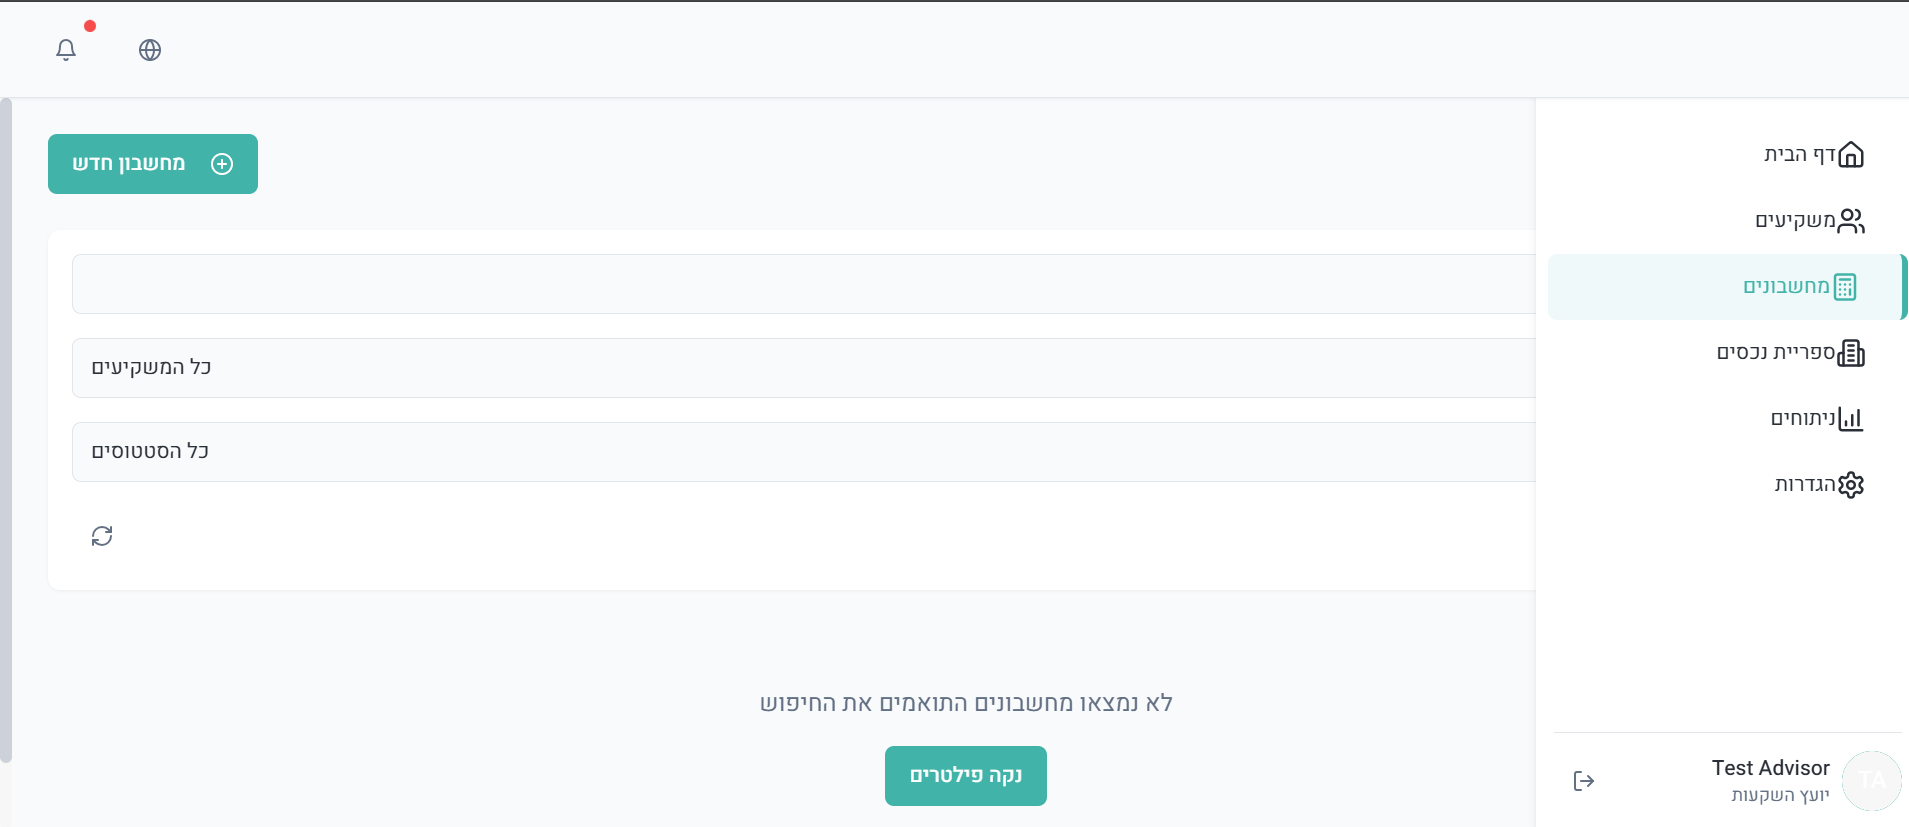 דף הבית
משקיעים
מחשבונים
ספריית נכסים
ניתוחים
הגדרות
TA
Test Advisor
יועץ השקעות
מחשבון חדש
כל המשקיעים
כל הסטטוסים
לא נמצאו מחשבונים התואמים את החיפוש
נקה פילטרים